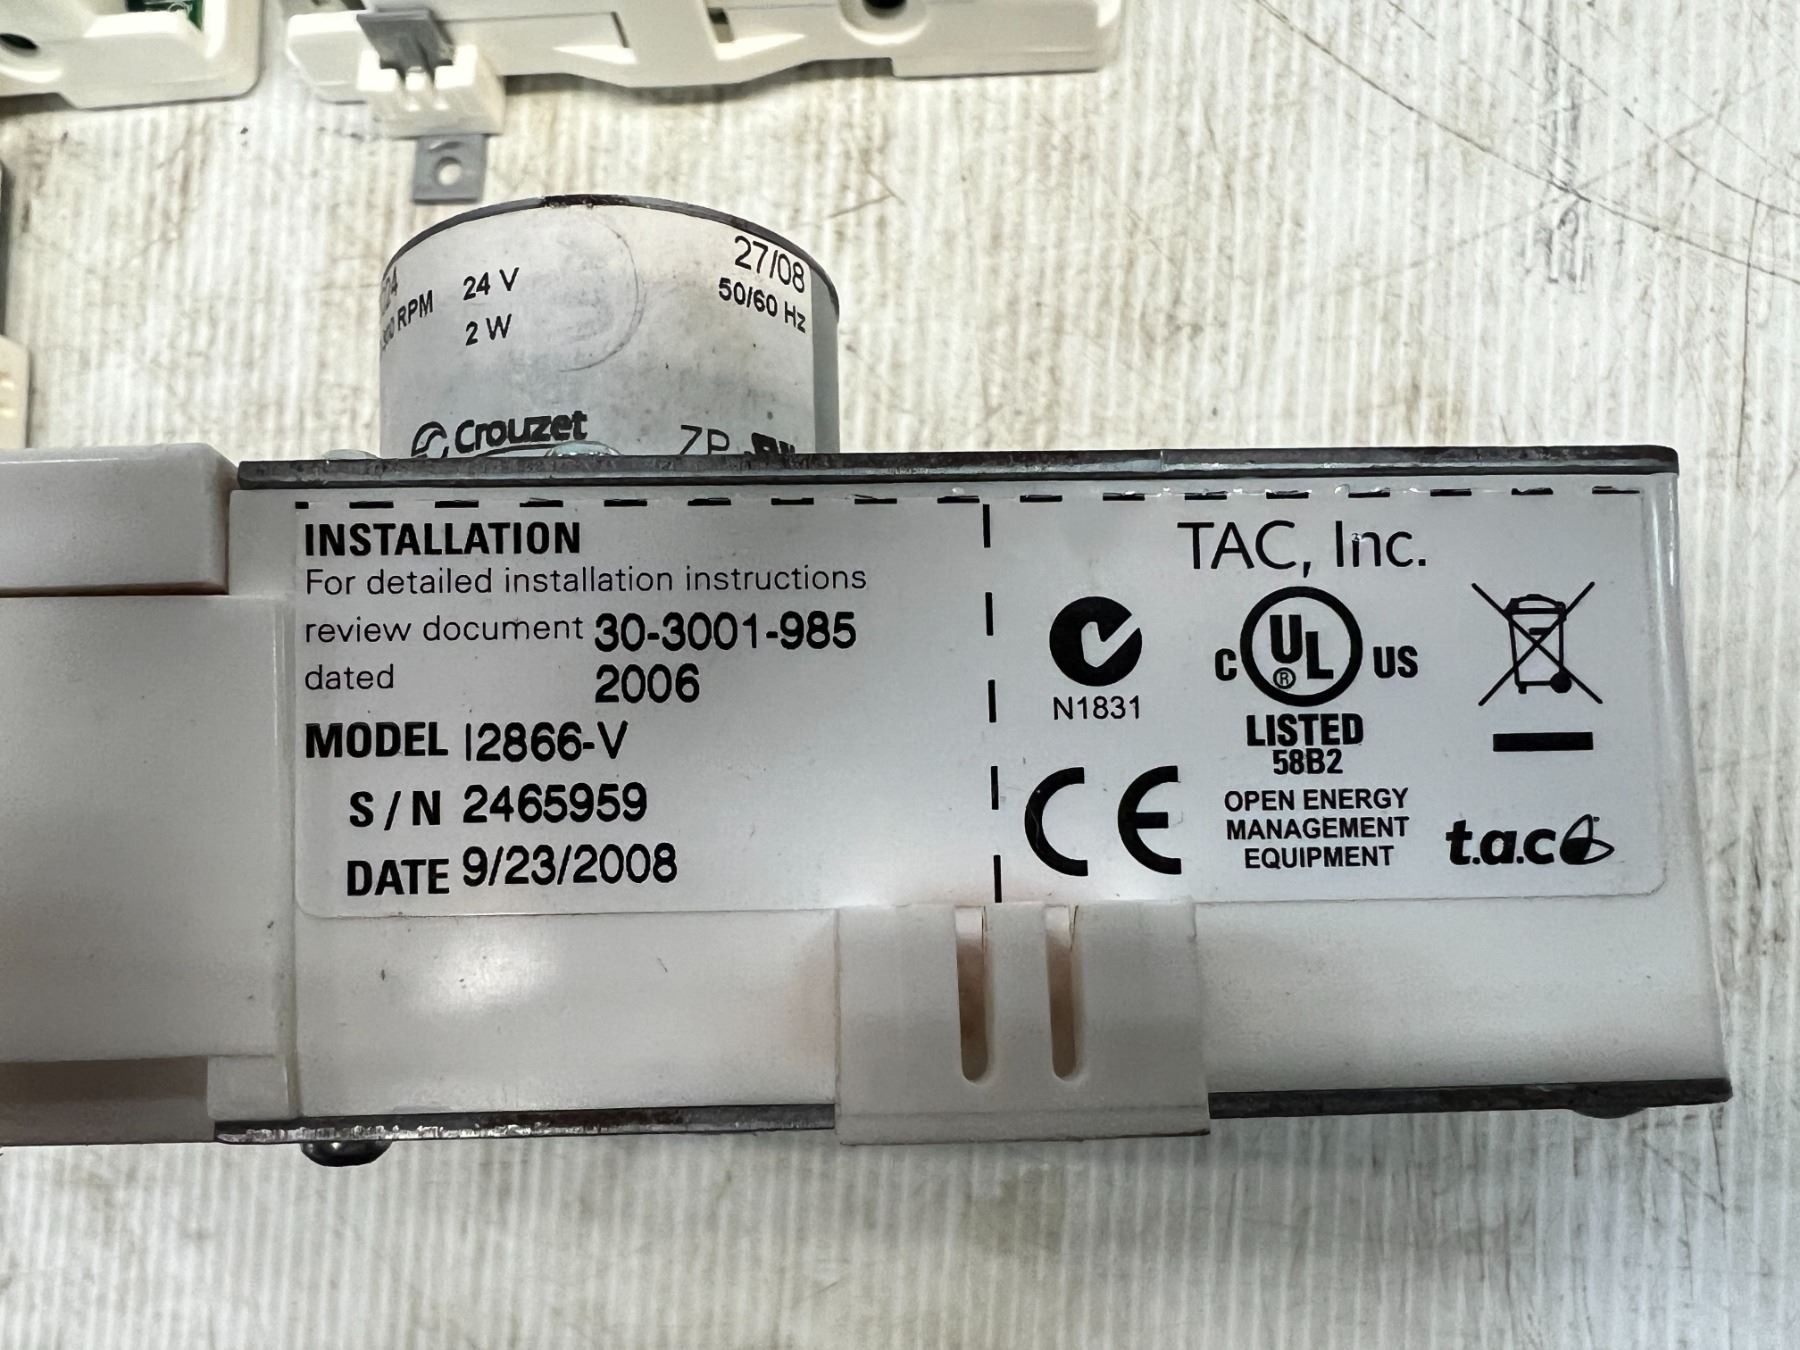 24 V
27/08
RPM
2 W
50/60 Hz
Crouzet
INSTALLATION
For detailed installation instructions
review document 30-3001-985
dated 2006
MODEL I2866-V
S/N 2465959
DATE 9/23/2008
TAC, Inc.
N1831
C UL ® US
LISTED
58B2
OPEN ENERGY
MANAGEMENT
EQUIPMENT
CE
t.a.c